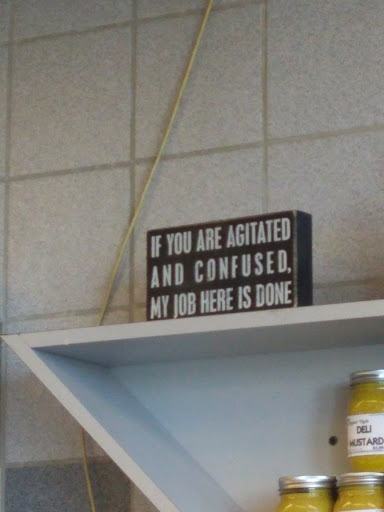 IF YOU ARE AGITATED
AND CONFUSED,
MY JOB HERE IS DONE
DELI
MUSTARD